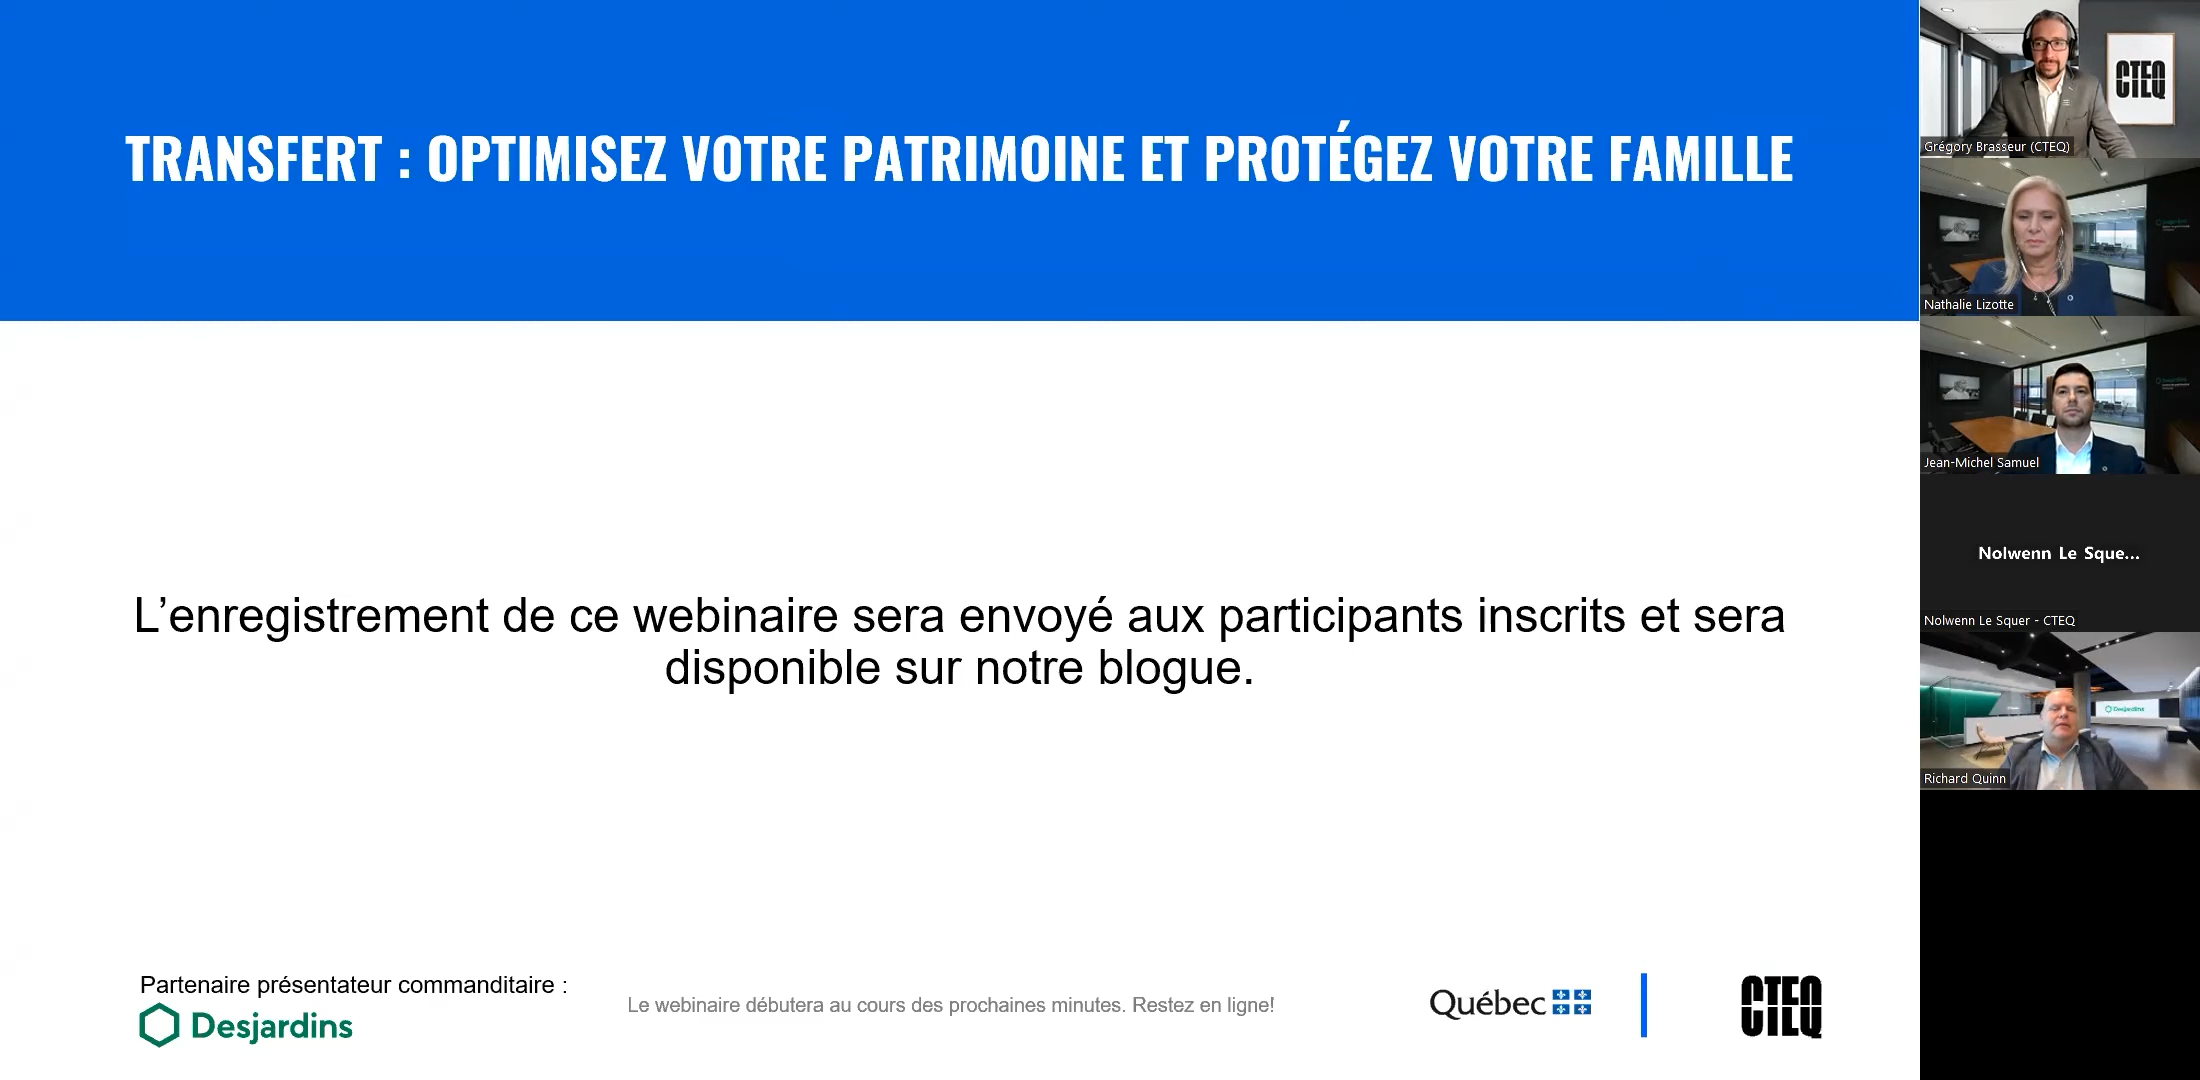 TRANSFERT : OPTIMISEZ VOTRE PATRIMOINE ET PROTÉGEZ VOTRE FAMILLE
L’enregistrement de ce webinaire sera envoyé aux participants inscrits et sera
disponible sur notre blogue.
Partenaire présentateur commanditaire :
Desjardins
Le webinaire débutera au cours des prochaines minutes. Restez en ligne!
Québec
CTEQ
CTEQ
Grégory Brasseur (CTEQ)
Nathalie Lizotte
Jean-Michel Samuel
Nolwenn Le Sque...
Nolwenn Le Squer - CTEQ
Desjardins
Richard Quinn